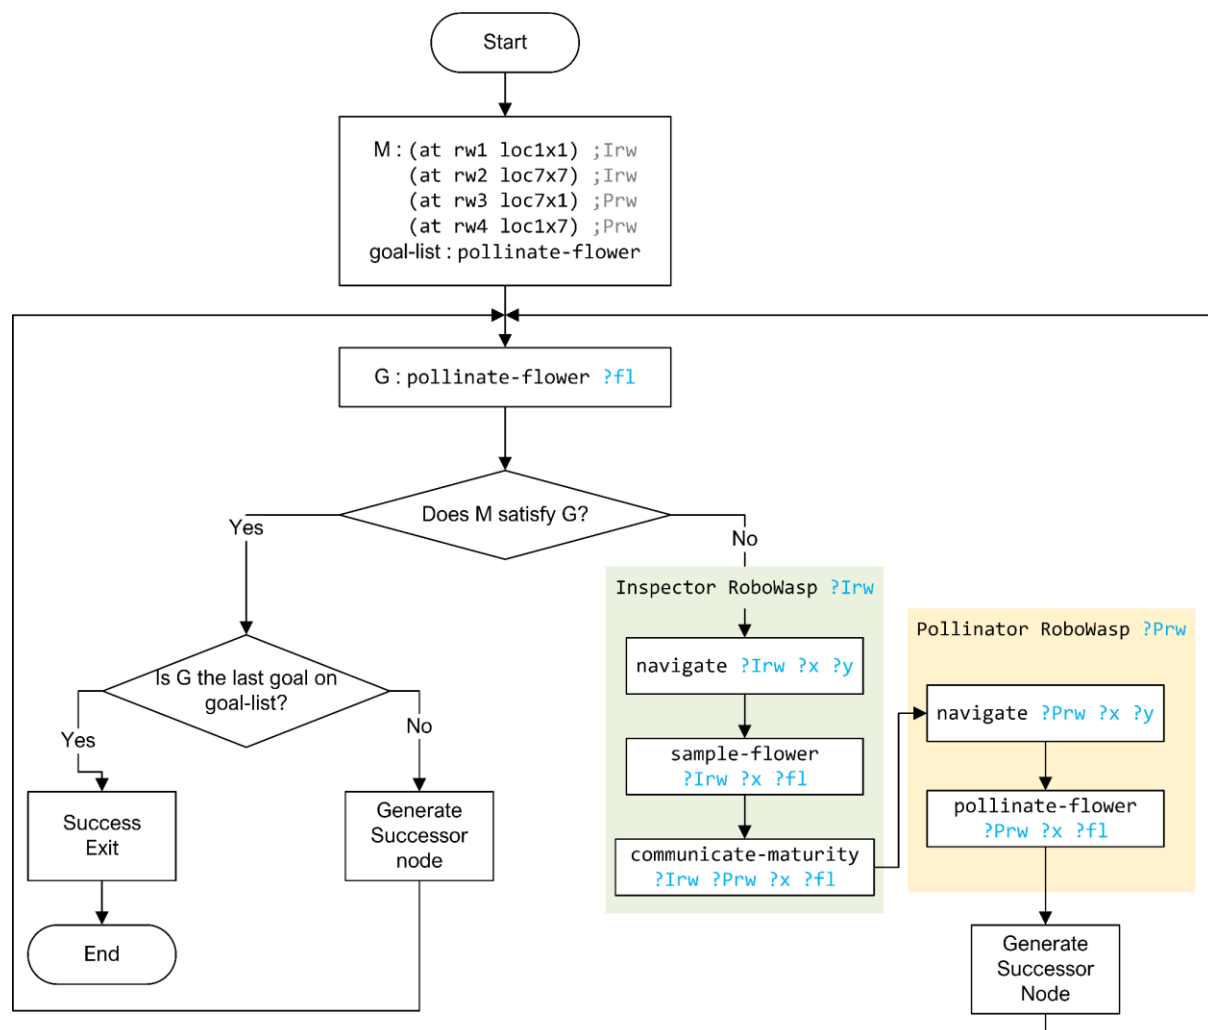 Start
M : (at rw1 loc1x1) ;Irw
(at rw2 loc7x7) ;Irw
(at rw3 loc7x1) ;Prw
(at rw4 loc1x7) ;Prw
goal-list : pollinate-flower
G : pollinate-flower ?fl
Does M satisfy G?
Yes
No
Inspector RoboWasp ?Irw
navigate ?Irw ?x ?y
sample-flower
?Irw ?x ?fl
communicate-maturity
?Irw ?Prw ?x ?fl
Pollinator RoboWasp ?Prw
navigate ?Prw ?x ?y
pollinate-flower
?Prw ?x ?fl
Generate
Successor
Node
Is G the last goal on
goal-list?
Yes
No
Success
Exit
Generate
Successor
node
End